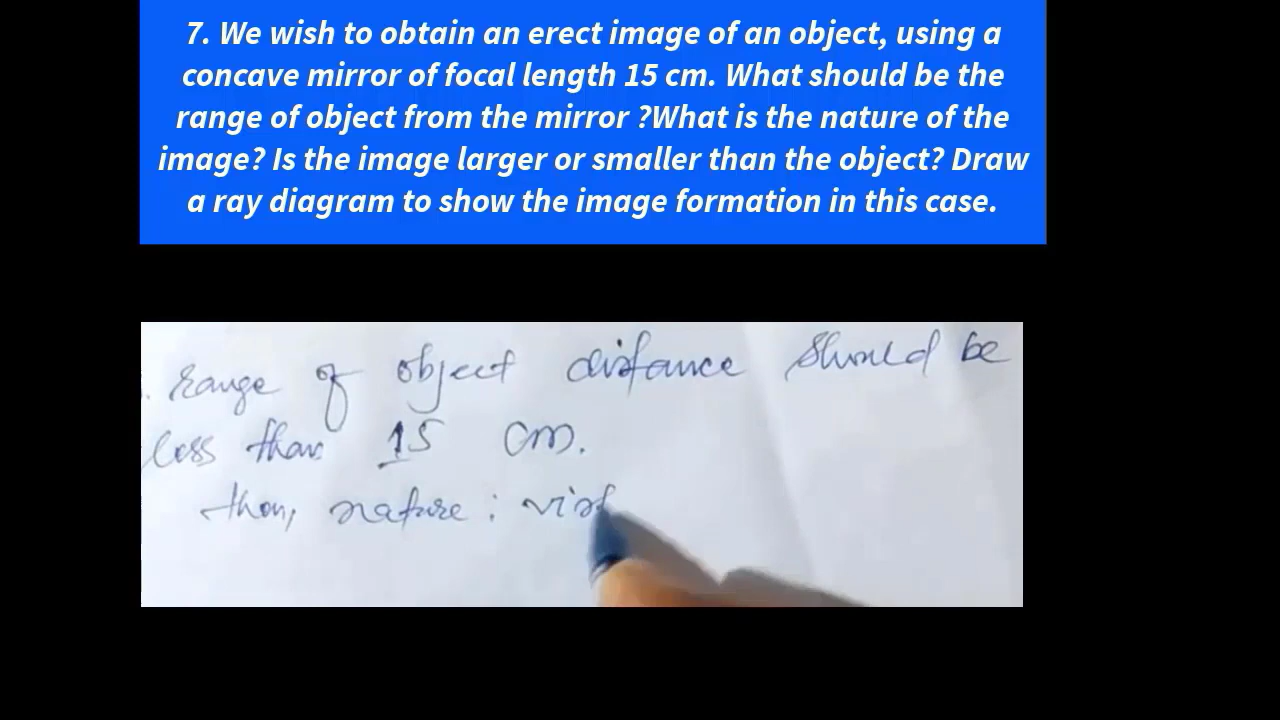 7. We wish to obtain an erect image of an object, using a
concave mirror of focal length 15 cm. What should be the
range of object from the mirror ?What is the nature of the
image? Is the image larger or smaller than the object? Draw
a ray diagram to show the image formation in this case.
range of object distance should be
less than 15 cm.
then, nature : virt